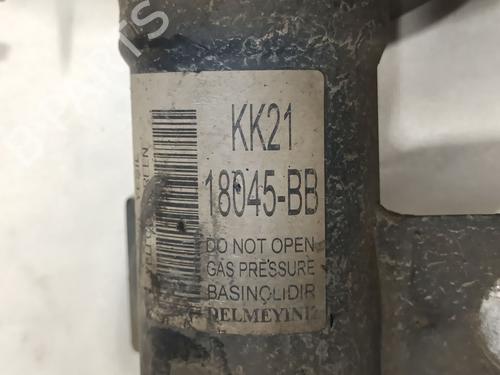 KK21
18045-BB
DO NOT OPEN
GAS PRESSURE
BASINÇLIDIR
DELMEYINIZ